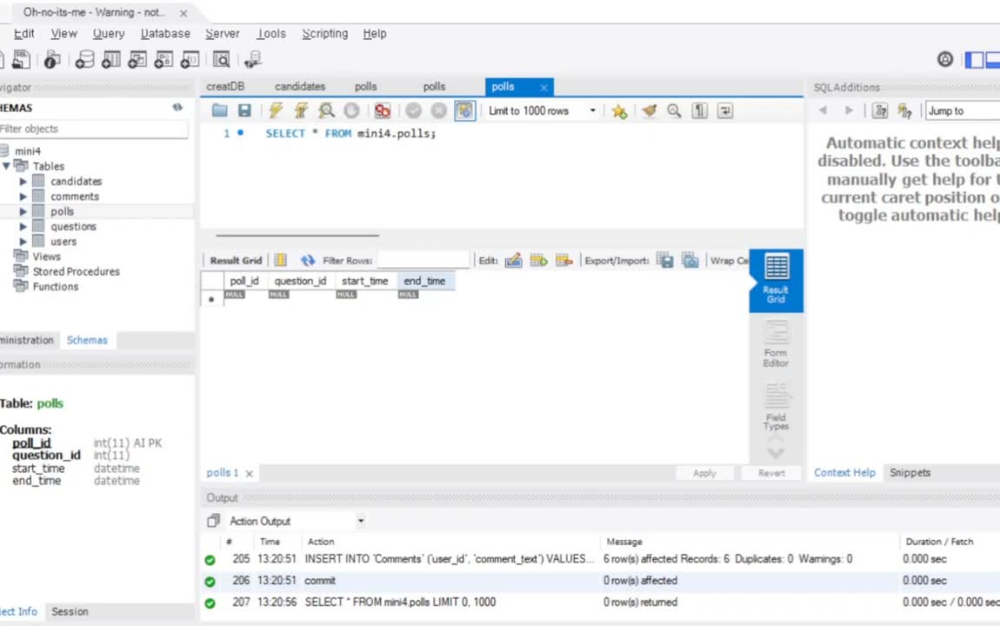 Oh-no-its-me - Warning - not...
Edit View Query Database Server Tools Scripting Help
vigator
HEMAS
Filter objects
mini4
Tables
candidates
comments
polls
questions
users
Views
Stored Procedures
Functions
ministration Schemas
ormation
Table: polls
Columns:
poll_id int(11) AI PK
question_id int(11)
start_time datetime
end_time datetime
ject Info Session
creatDB candidates polls polls polls
Limit to 1000 rows
1 SELECT * FROM mini4.polls;
Result Grid Filter Rows: Edit: Export/Import: Wrap Ce
poll_id question_id start_time end_time
NULL NULL NULL NULL
Result
Grid
Form
Editor
Field
Types
polls 1 Apply Revert
SQLAdditions
Jump to
Automatic context help
disabled. Use the toolba
manually get help for t
current caret position o
toggle automatic help
Context Help Snippets
Output
Action Output
# Time Action Message Duration / Fetch
205 13:20:51 INSERT INTO `Comments` (`user_id`, `comment_text`) VALUES... 6 row(s) affected Records: 6 Duplicates: 0 Warnings: 0 0.000 sec
206 13:20:51 commit 0 row(s) affected 0.000 sec
207 13:20:56 SELECT * FROM mini4.polls LIMIT 0, 1000 0 row(s) returned 0.000 sec / 0.000 sec